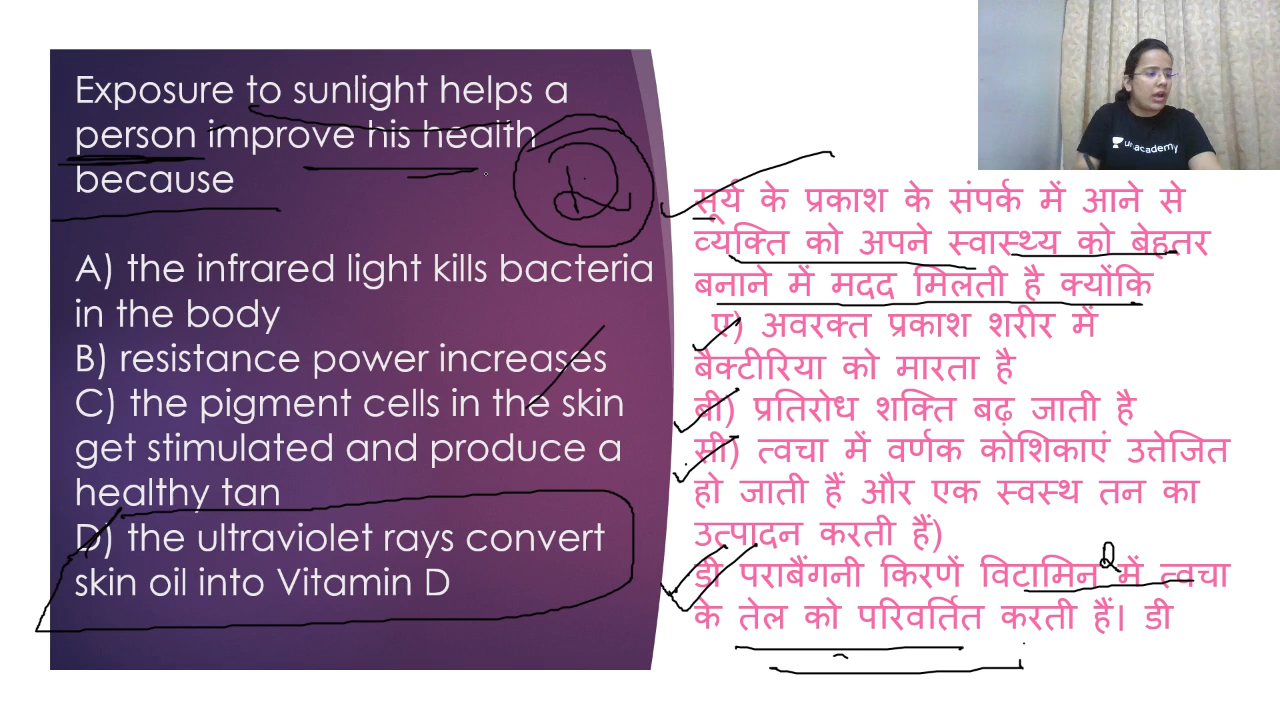 Exposure to sunlight helps a
person improve his health
because
A) the infrared light kills bacteria
in the body
B) resistance power increases
C) the pigment cells in the skin
get stimulated and produce a
healthy tan
D) the ultraviolet rays convert
skin oil into Vitamin D
सूर्य के प्रकाश के संपर्क में आने से
व्यक्ति को अपने स्वास्थ्य को बेहतर
बनाने में मदद मिलती है क्योंकि
ए) अवरक्त प्रकाश शरीर में
बैक्टीरिया को मारता है
बी) प्रतिरोध शक्ति बढ़ जाती है
सी) त्वचा में वर्णक कोशिकाएं उत्तेजित
हो जाती हैं और एक स्वस्थ तन का
उत्पादन करती हैं)
डी पराबैंगनी किरणें विटामिन में त्वचा
के तेल को परिवर्तित करती हैं। डी
unacademy